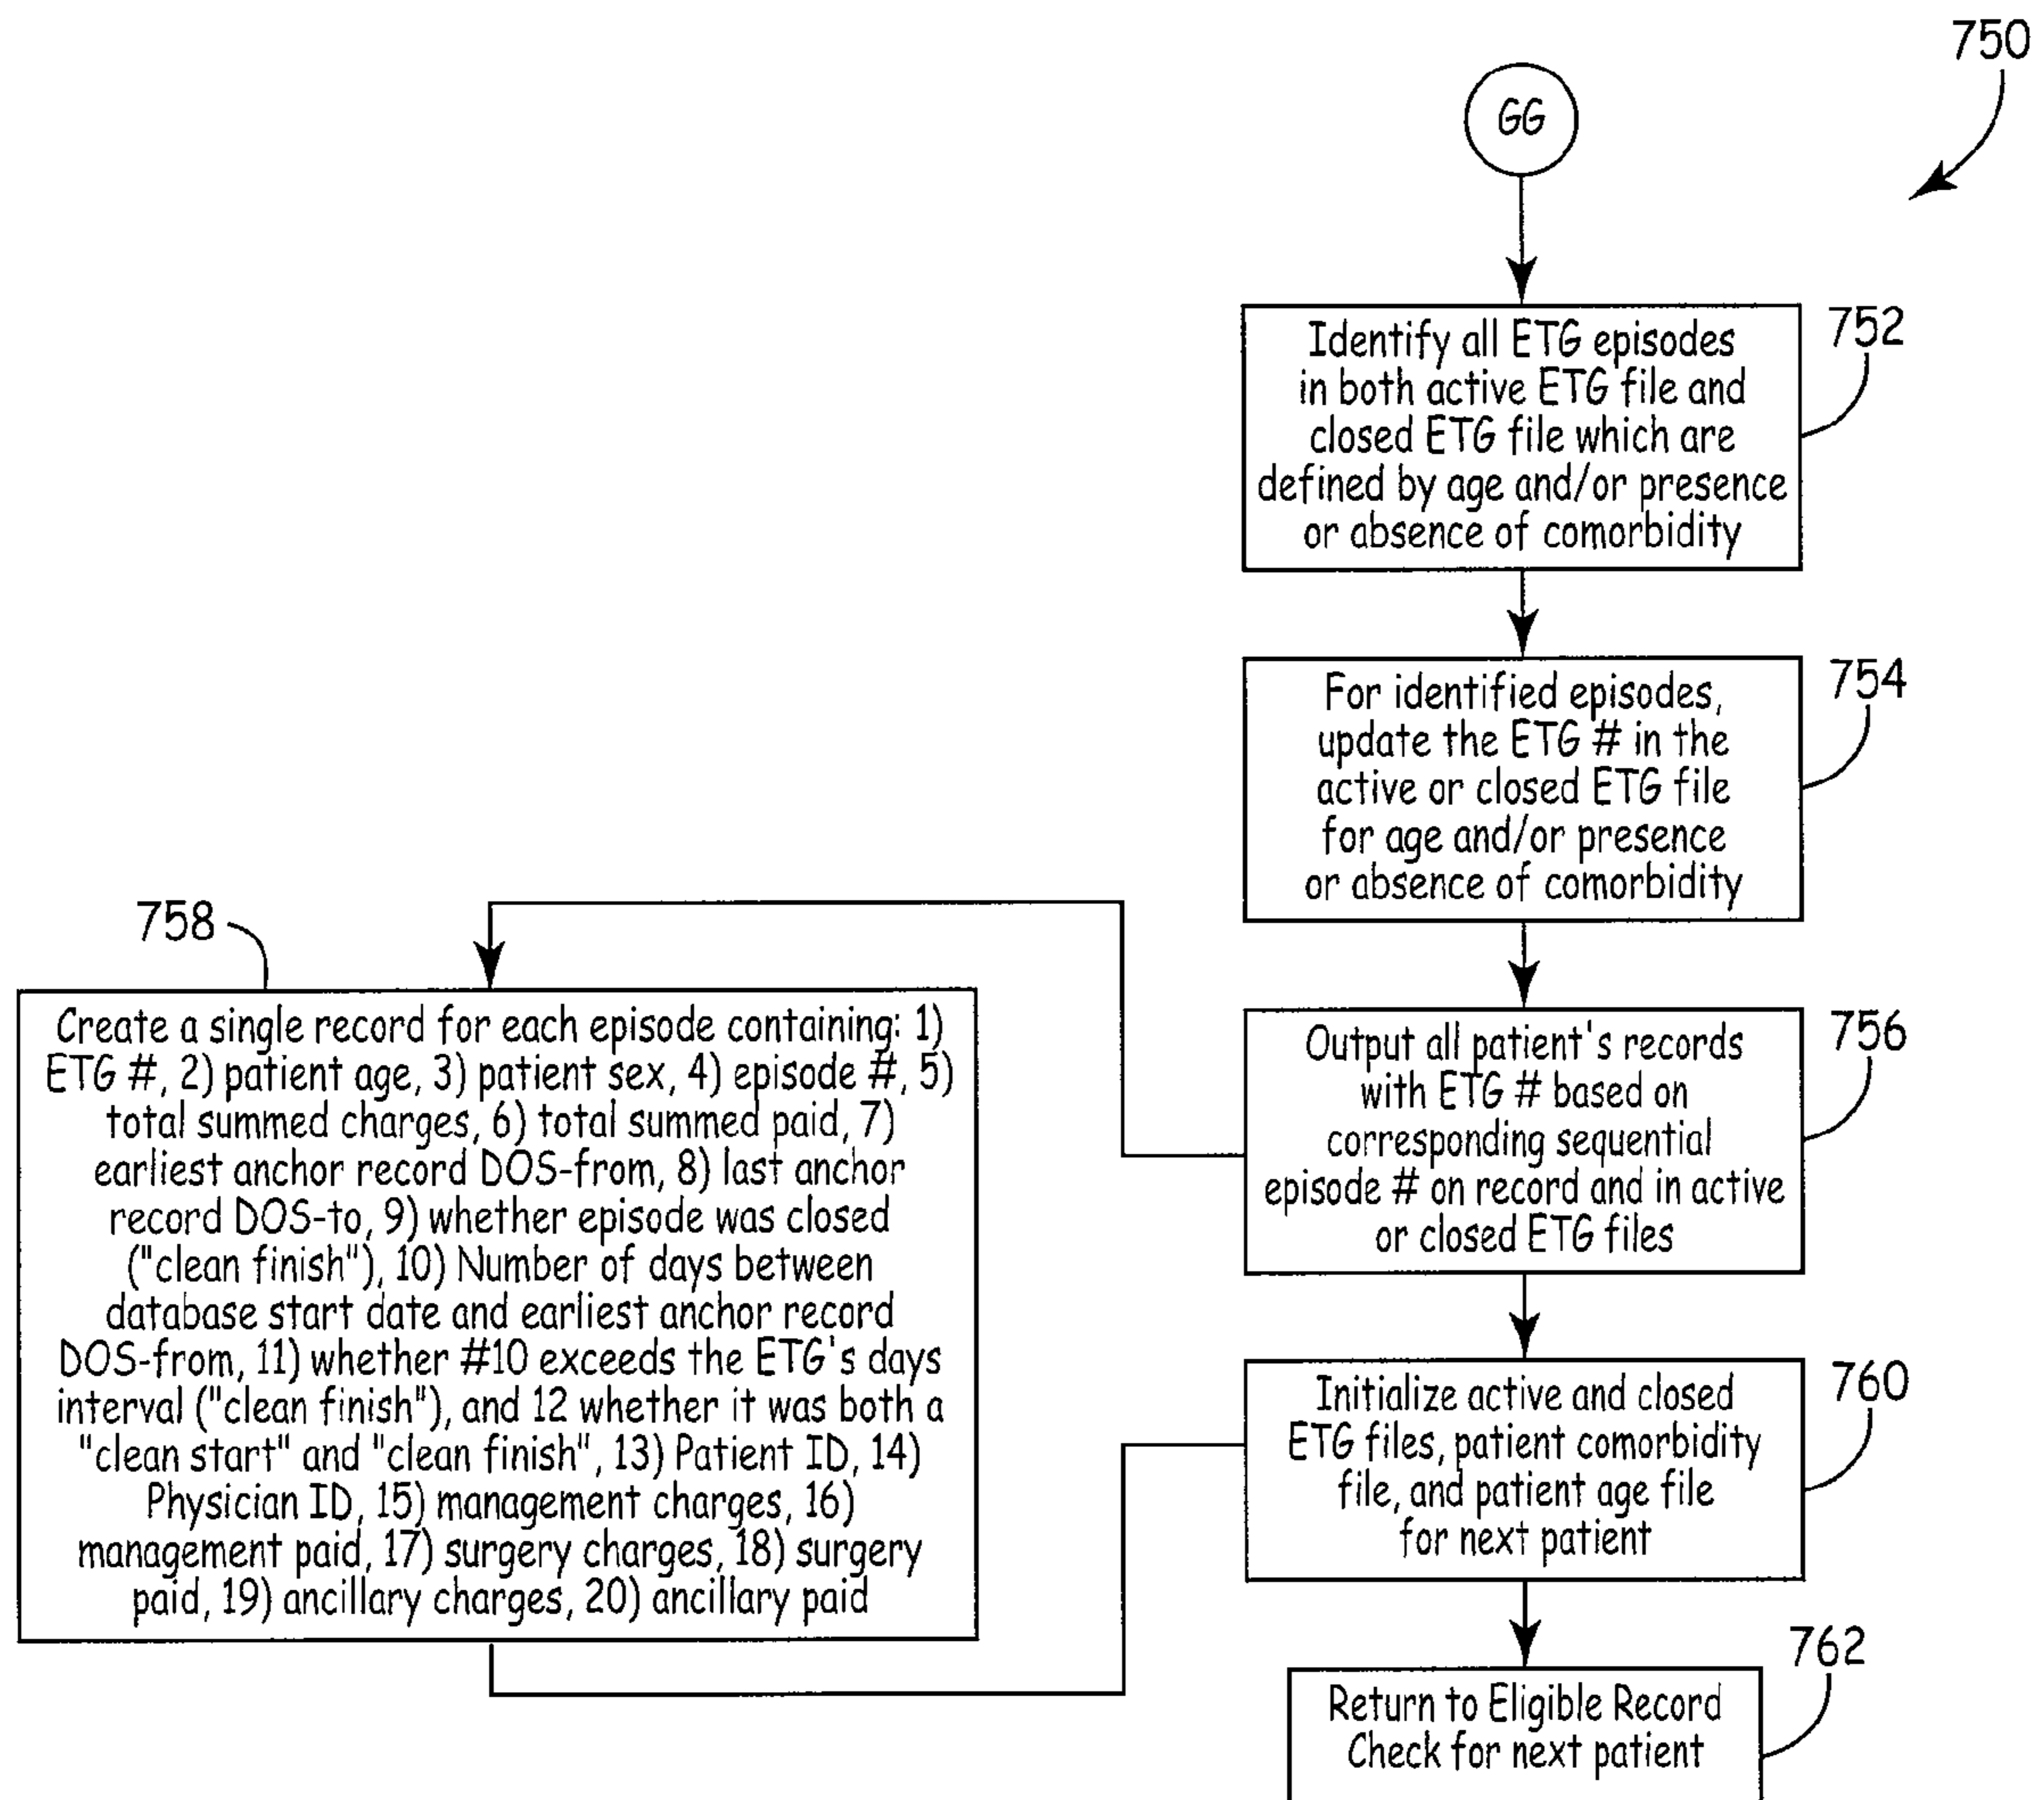 750
GG
Identify all ETG episodes
in both active ETG file and
closed ETG file which are
defined by age and/or presence
or absence of comorbidity
752
For identified episodes,
update the ETG # in the
active or closed ETG file
for age and/or presence
or absence of comorbidity
754
Output all patient's records
with ETG # based on
corresponding sequential
episode # on record and in active
or closed ETG files
756
758
Create a single record for each episode containing: 1)
ETG #, 2) patient age, 3) patient sex, 4) episode #, 5)
total summed charges, 6) total summed paid, 7)
earliest anchor record DOS-from, 8) last anchor
record DOS-to, 9) whether episode was closed
("clean finish"), 10) Number of days between
database start date and earliest anchor record
DOS-from, 11) whether #10 exceeds the ETG's days
interval ("clean finish"), and 12 whether it was both a
"clean start" and "clean finish", 13) Patient ID, 14)
Physician ID, 15) management charges, 16)
management paid, 17) surgery charges, 18) surgery
paid, 19) ancillary charges, 20) ancillary paid
Initialize active and closed
ETG files, patient comorbidity
file, and patient age file
for next patient
760
Return to Eligible Record
Check for next patient
762